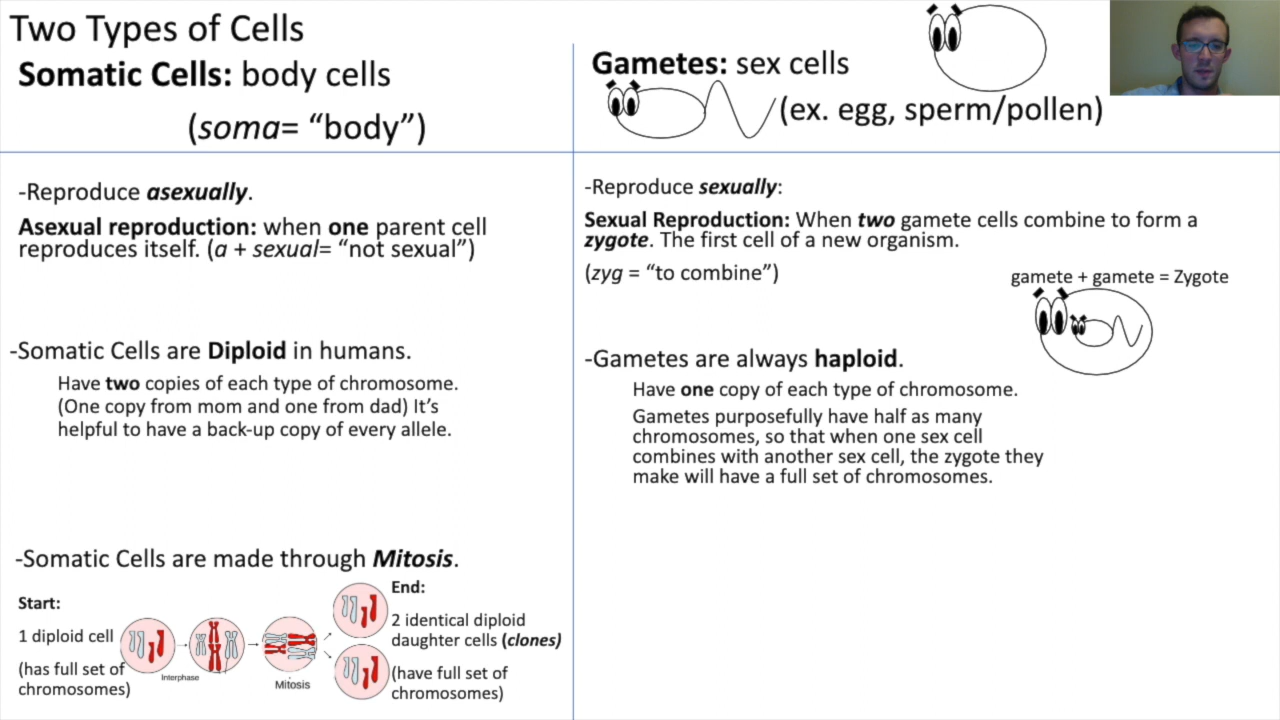 Two Types of Cells
Somatic Cells: body cells
(soma= “body”)
-Reproduce asexually.
Asexual reproduction: when one parent cell
reproduces itself. (a + sexual= “not sexual”)
-Somatic Cells are Diploid in humans.
Have two copies of each type of chromosome.
(One copy from mom and one from dad) It’s
helpful to have a back-up copy of every allele.
-Somatic Cells are made through Mitosis.
Start:
1 diploid cell
(has full set of
chromosomes)
Interphase
Mitosis
End:
2 identical diploid
daughter cells (clones)
(have full set of
chromosomes)
Gametes: sex cells
(ex. egg, sperm/pollen)
-Reproduce sexually:
Sexual Reproduction: When two gamete cells combine to form a
zygote. The first cell of a new organism.
(zyg = “to combine”)
gamete + gamete = Zygote
-Gametes are always haploid.
Have one copy of each type of chromosome.
Gametes purposefully have half as many
chromosomes, so that when one sex cell
combines with another sex cell, the zygote they
make will have a full set of chromosomes.